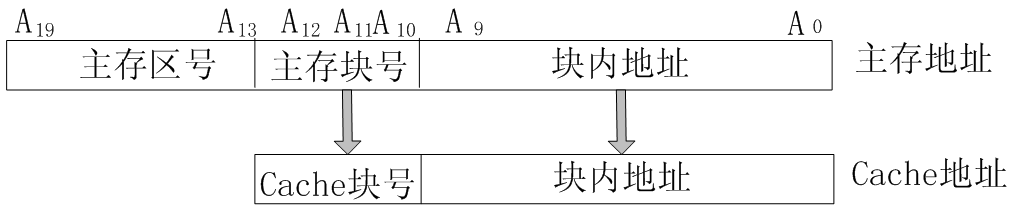 A₁₉ A₁₃ A₁₂ A₁₁ A₁₀ A₉ A₀
主存区号 主存块号 块内地址 主存地址
Cache块号 块内地址 Cache地址